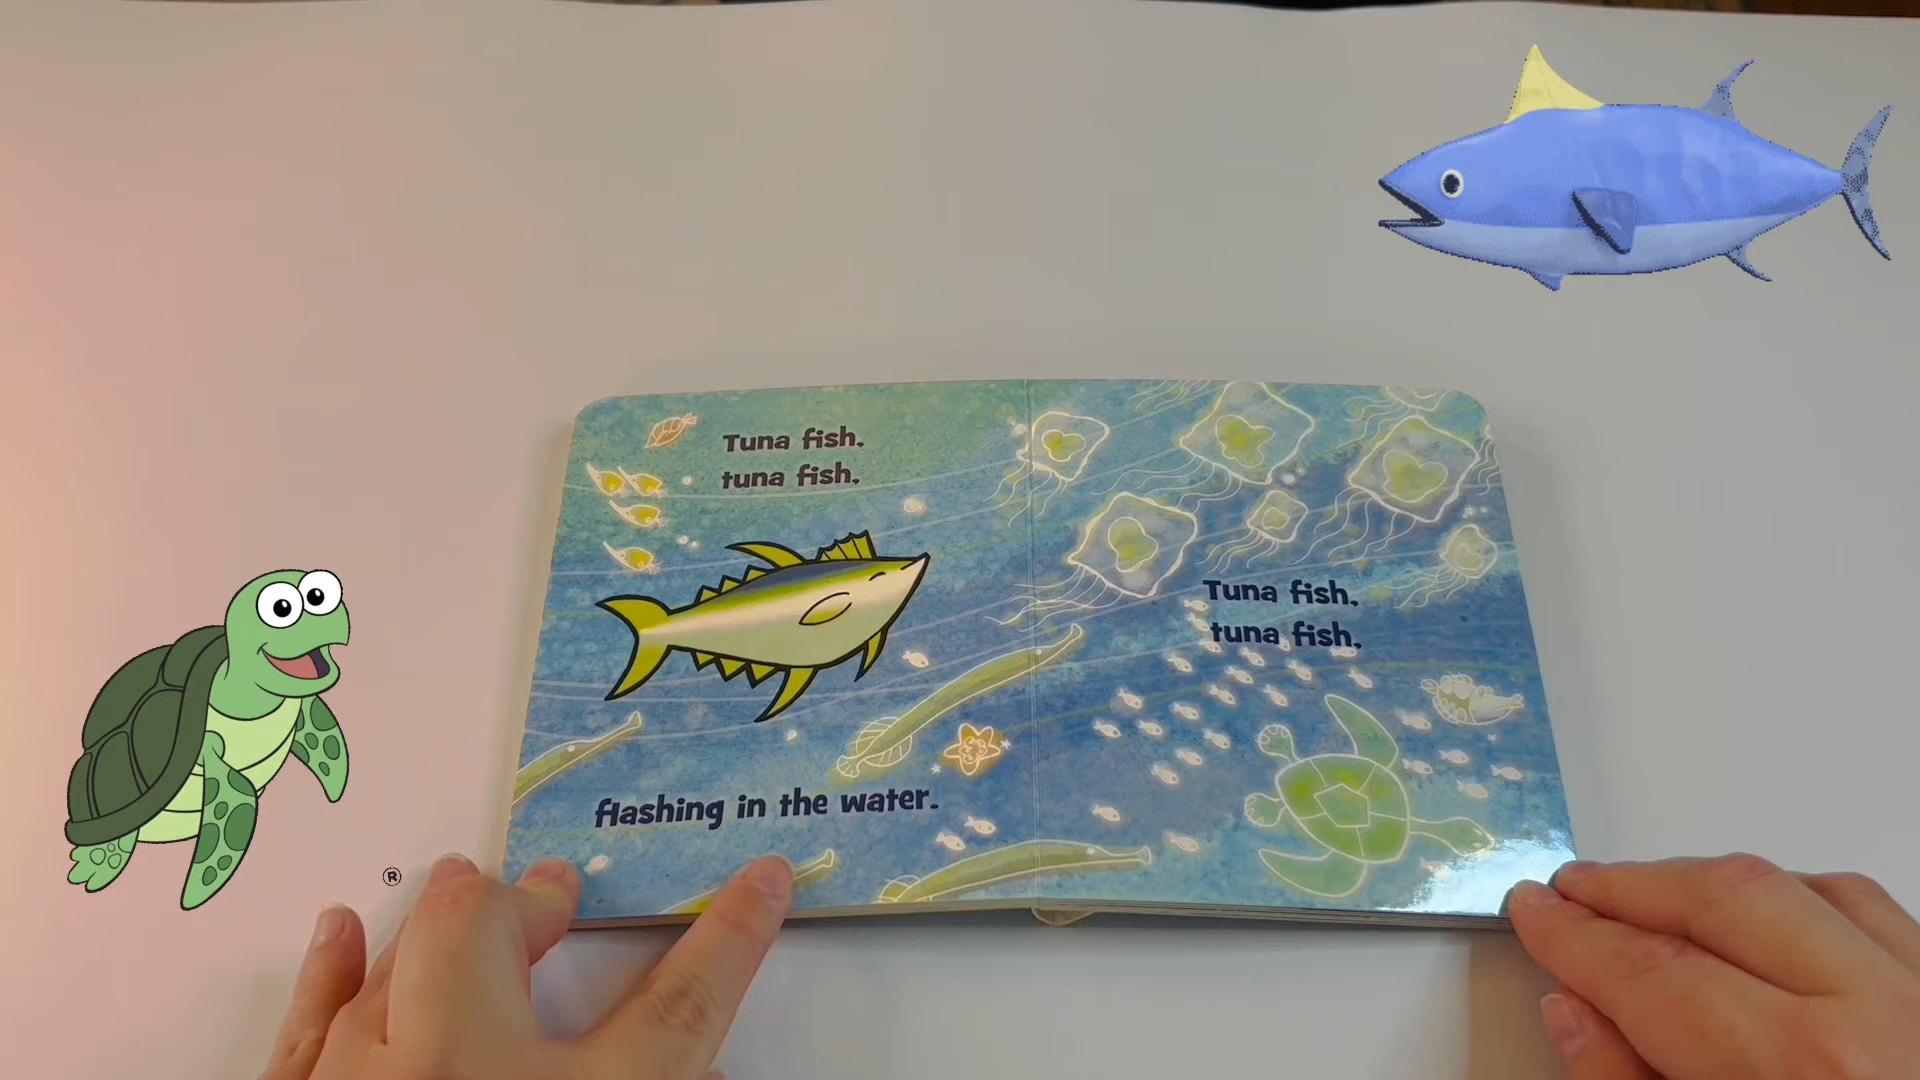 Tuna fish,
tuna fish,
flashing in the water.
Tuna fish,
tuna fish,
®